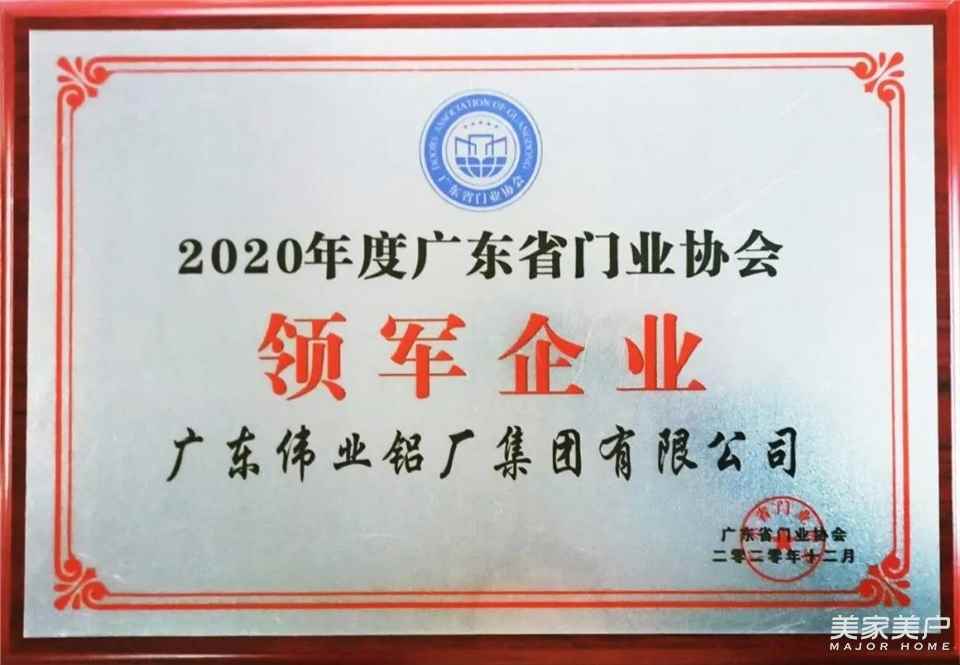 DOORS ASSOCIATION OF GUANGDONG
广东省门业协会
2020年度广东省门业协会
领军企业
广东伟业铝厂集团有限公司
省门业
广东省门业协会
二零二零年十二月
美家美户
MAJOR HOME